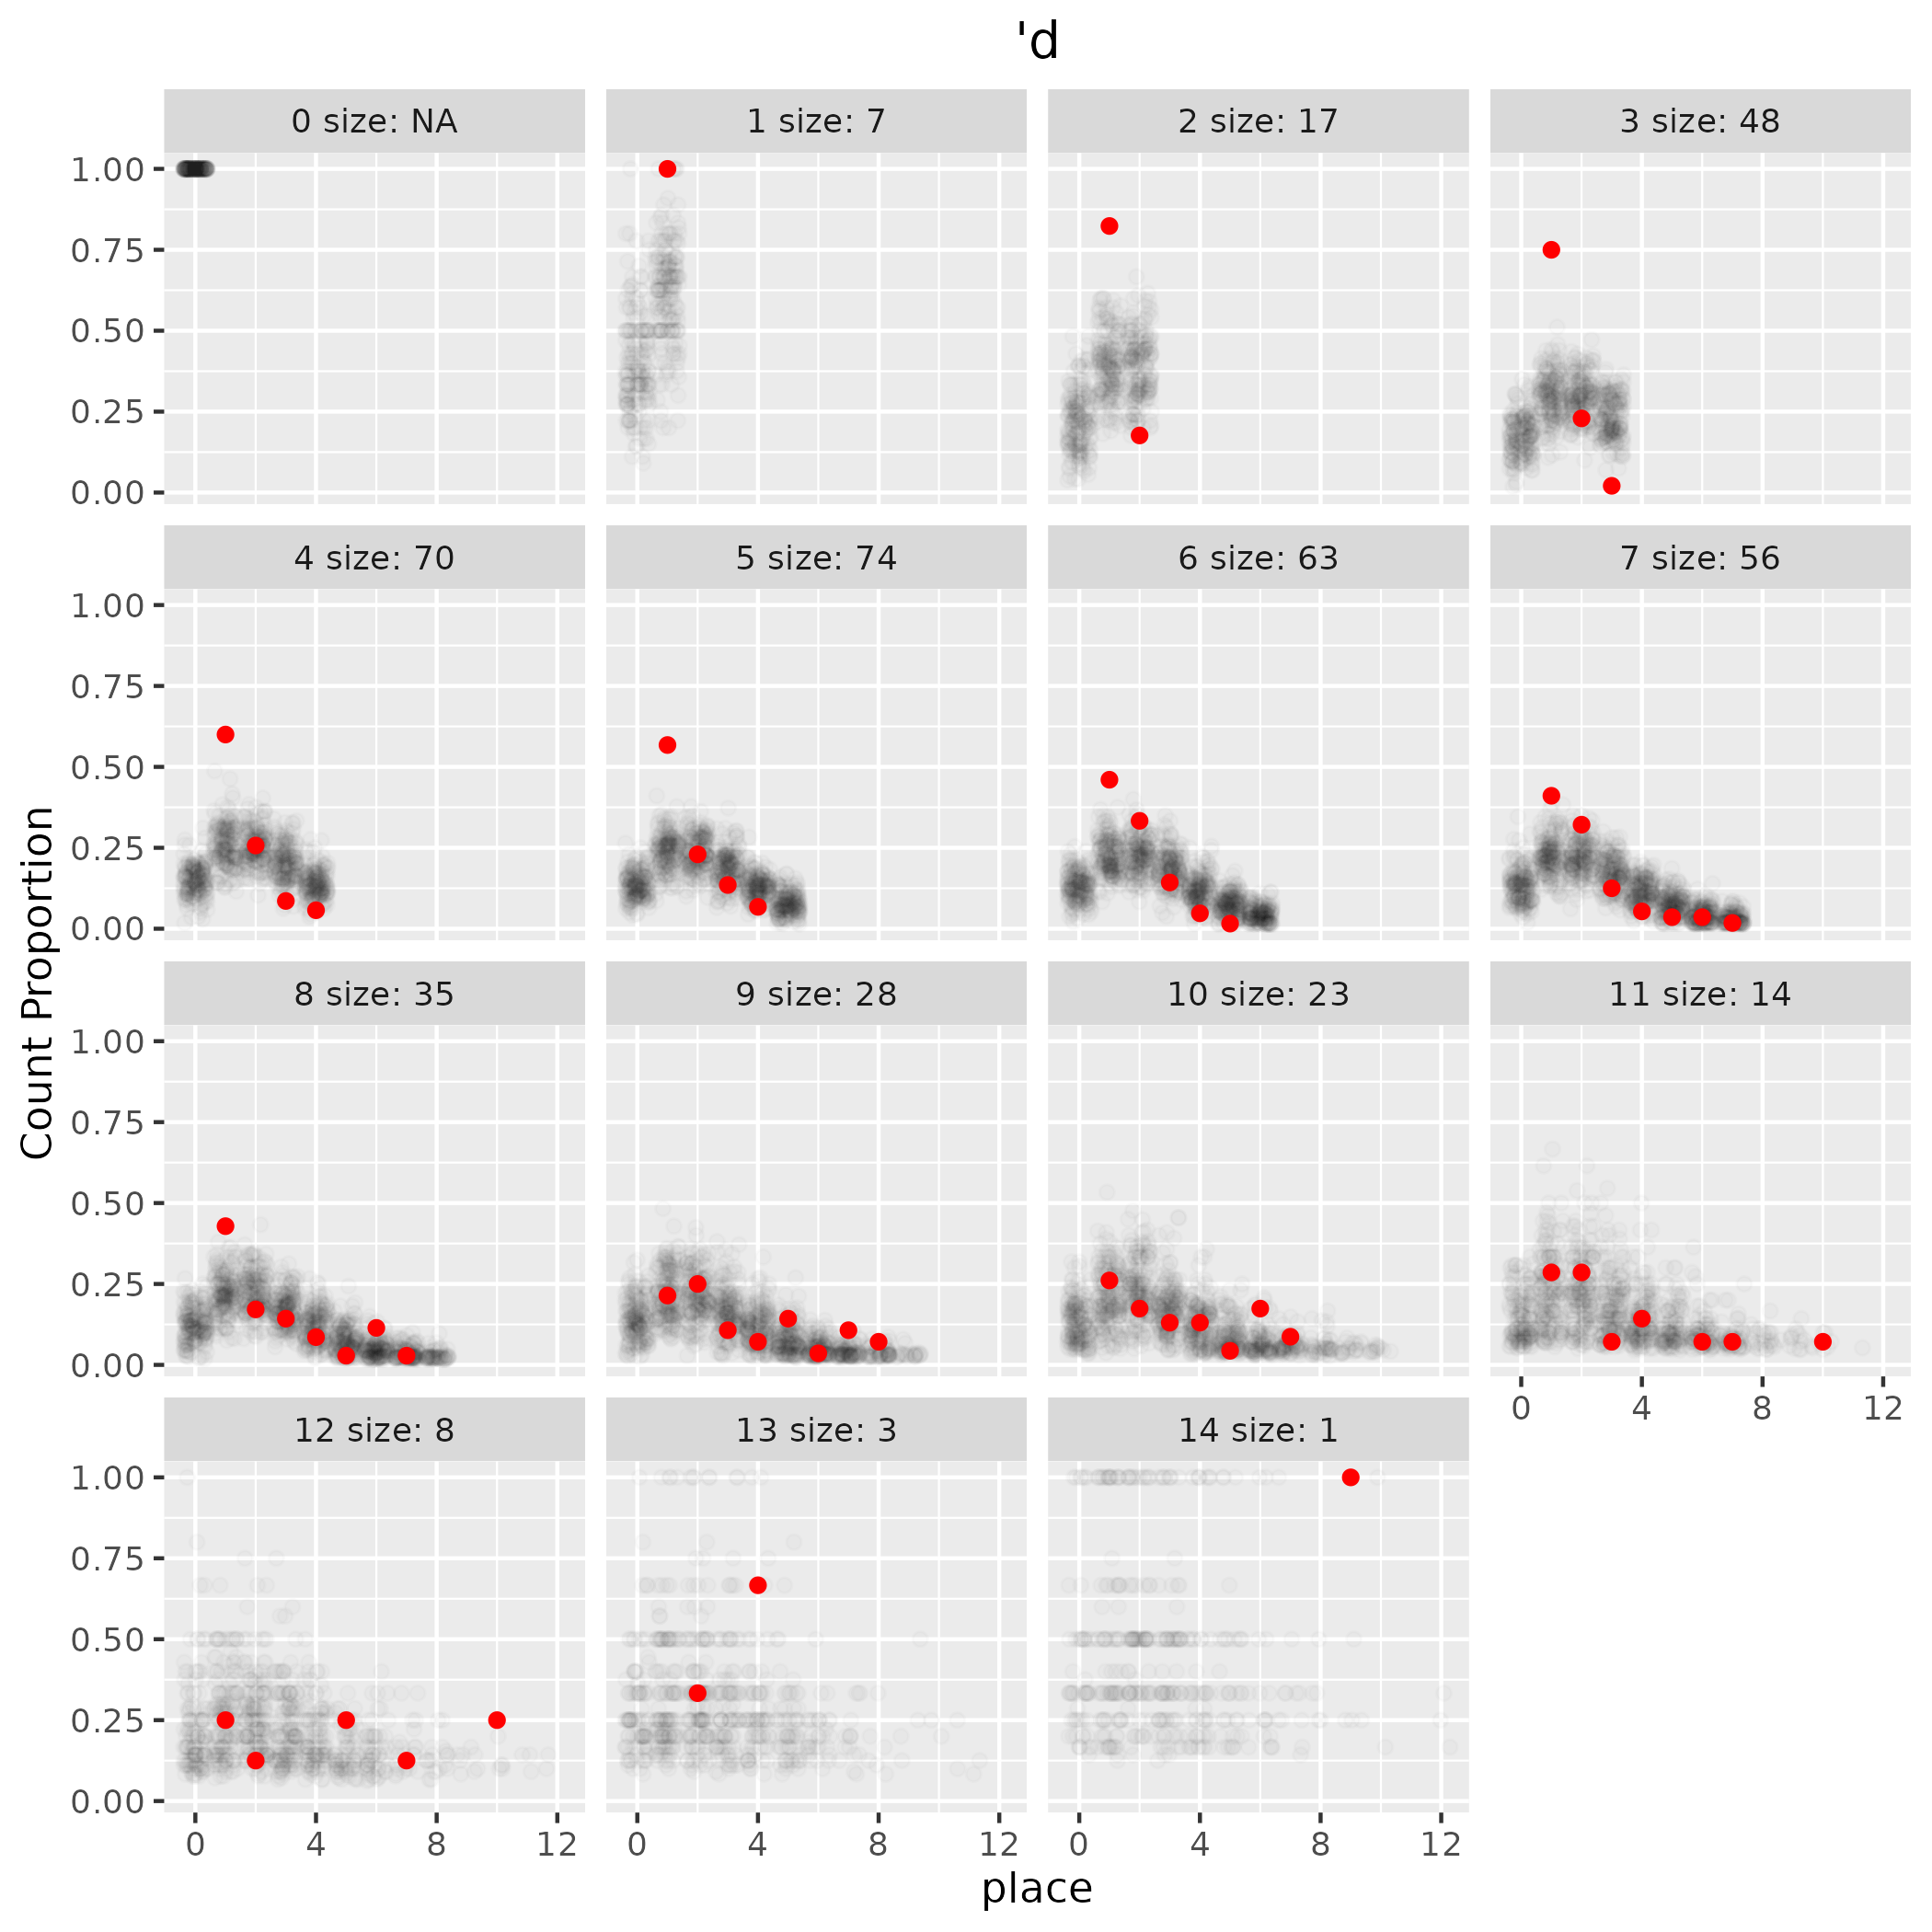 'd
0 size: NA
1 size: 7
2 size: 17
3 size: 48
1.00
0.75
0.50
0.25
0.00
4 size: 70
5 size: 74
6 size: 63
7 size: 56
1.00
0.75
0.50
0.25
0.00
Count Proportion
8 size: 35
9 size: 28
10 size: 23
11 size: 14
1.00
0.75
0.50
0.25
0.00
0 4 8 12
12 size: 8
13 size: 3
14 size: 1
1.00
0.75
0.50
0.25
0.00
0 4 8 12
0 4 8 12
0 4 8 12
place